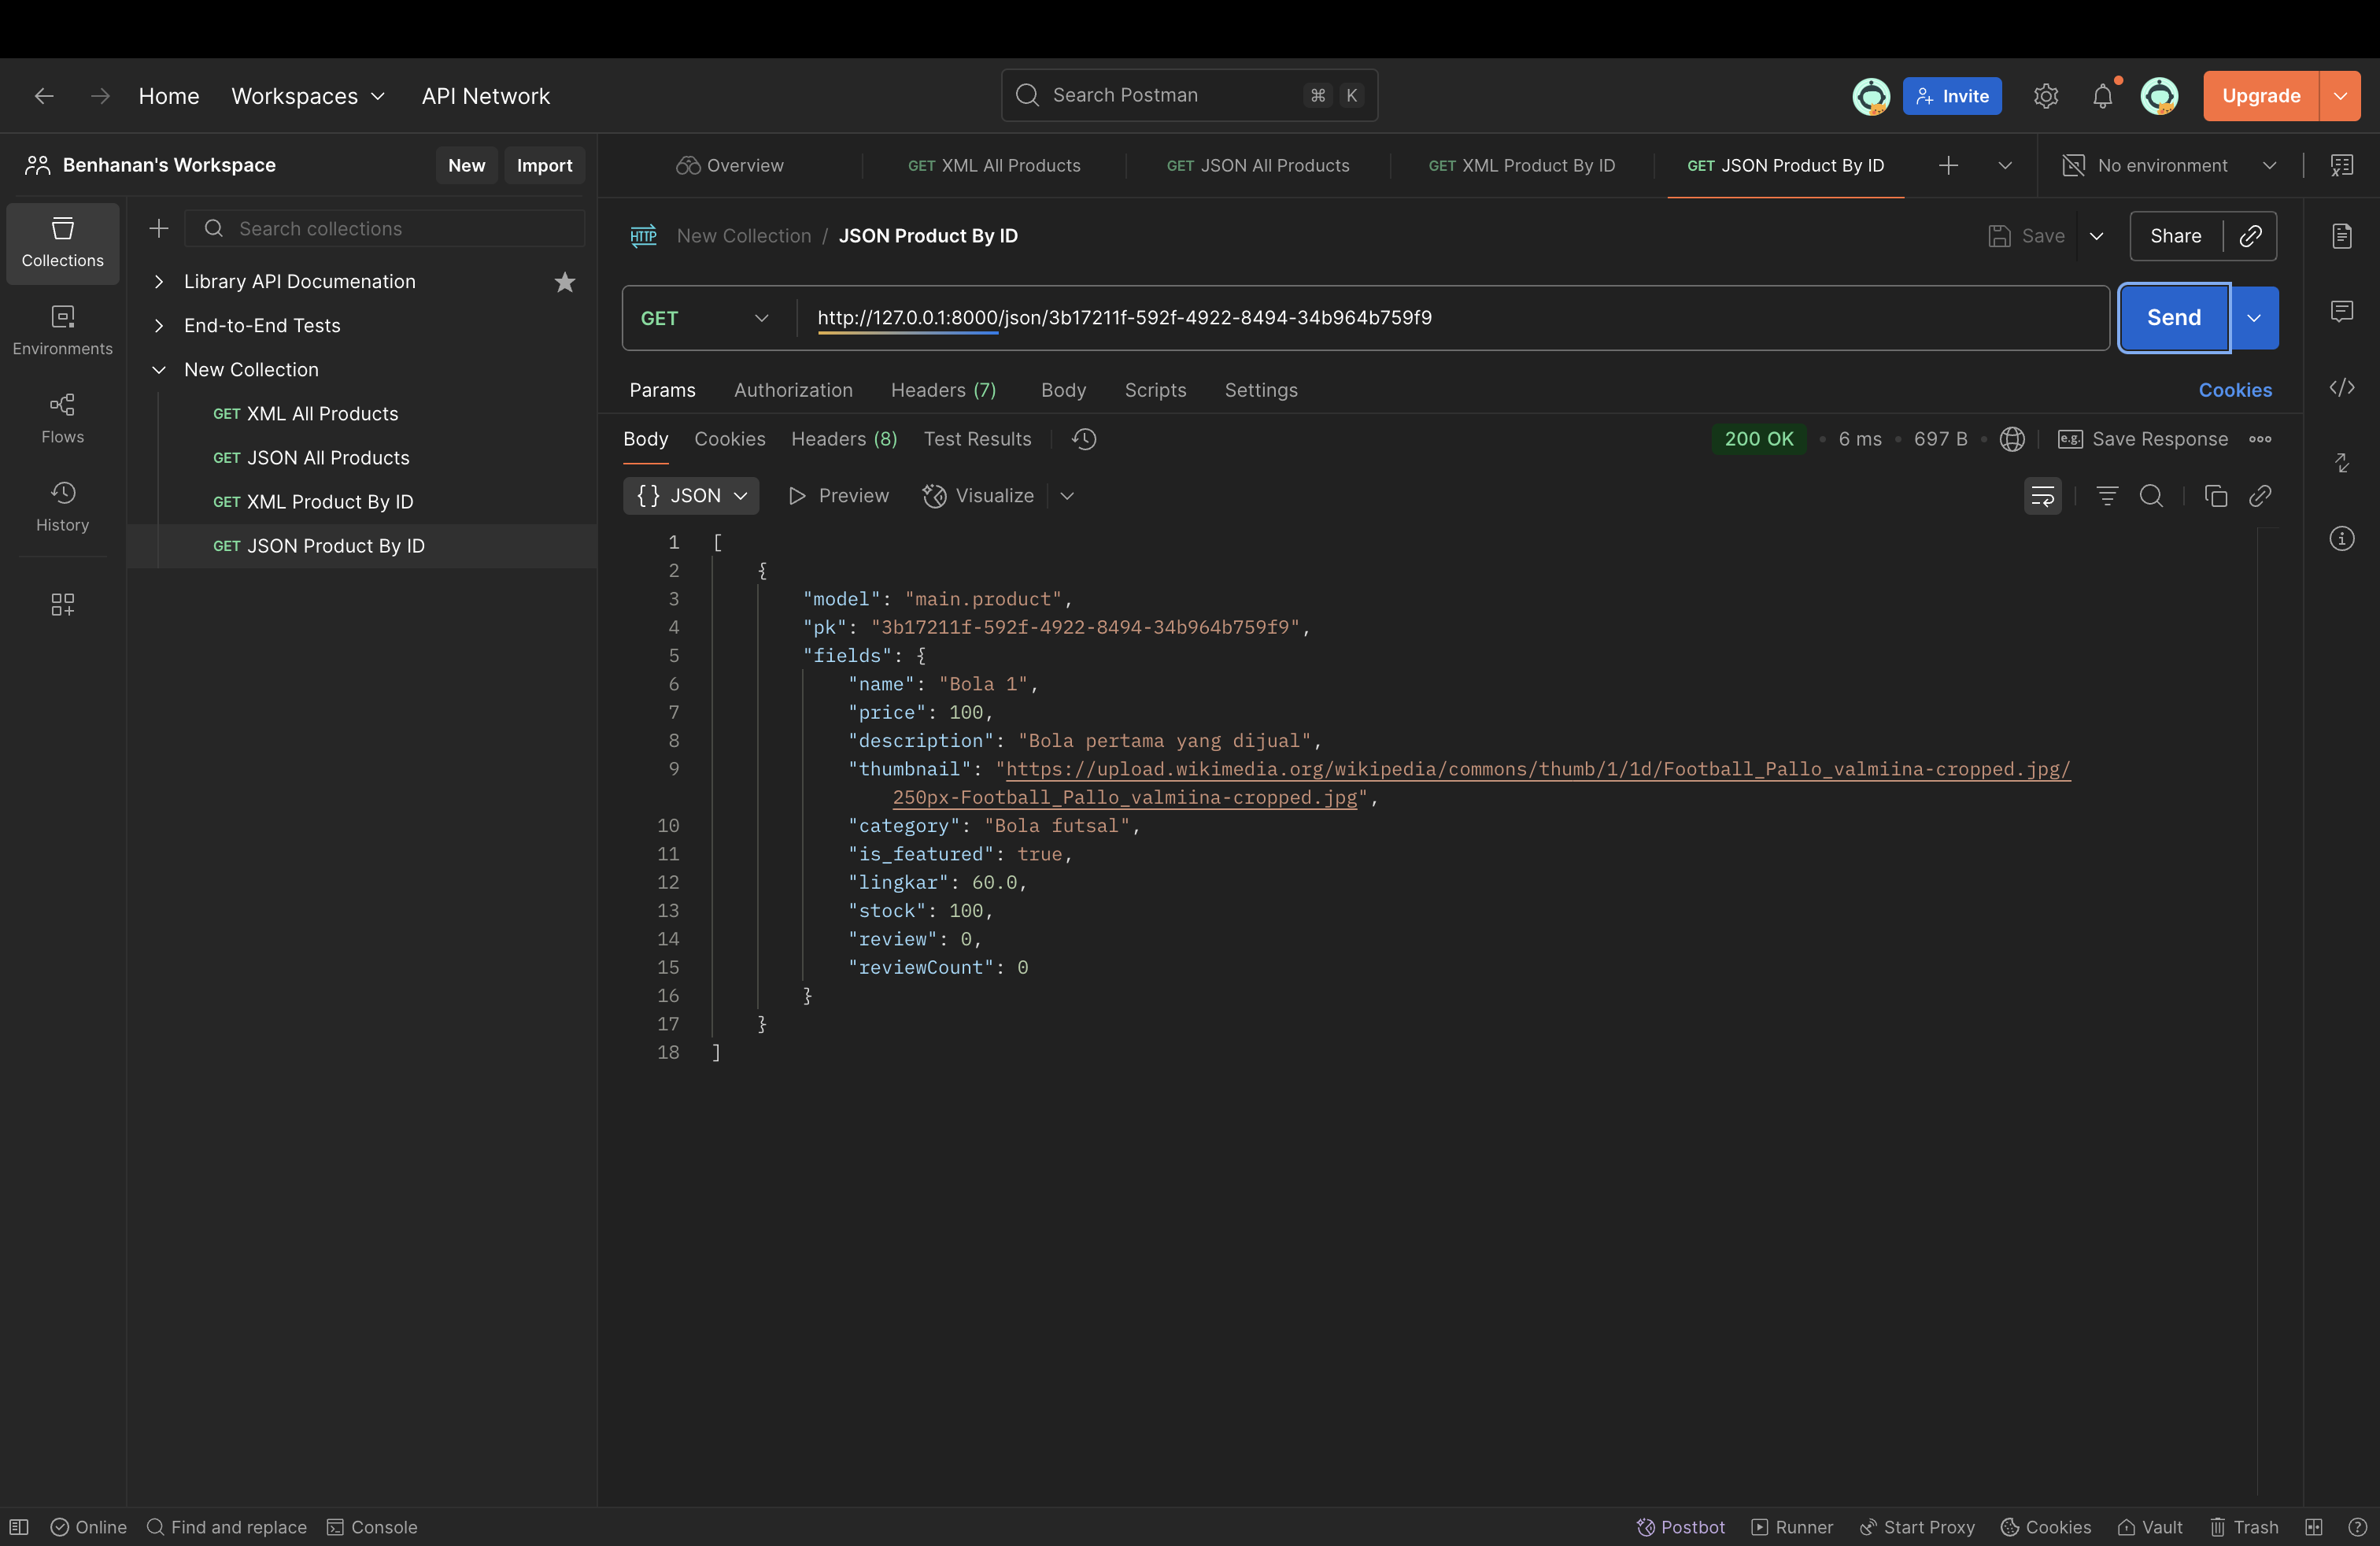 Home
Workspaces
API Network
Search Postman
⌘ K
Invite
Upgrade
Benhanan's Workspace
New
Import
Overview
GET XML All Products
GET JSON All Products
GET XML Product By ID
GET JSON Product By ID
No environment
Collections
Environments
Flows
History
Search collections
Library API Documenation
End-to-End Tests
New Collection
GET XML All Products
GET JSON All Products
GET XML Product By ID
GET JSON Product By ID
HTTP
New Collection / JSON Product By ID
Save
Share
GET
http://127.0.0.1:8000/json/3b17211f-592f-4922-8494-34b964b759f9
Send
Params
Authorization
Headers (7)
Body
Scripts
Settings
Cookies
Body
Cookies
Headers (8)
Test Results
200 OK • 6 ms • 697 B •
e.g. Save Response
{} JSON
Preview
Visualize
1 [
2 {
3 "model": "main.product",
4 "pk": "3b17211f-592f-4922-8494-34b964b759f9",
5 "fields": {
6 "name": "Bola 1",
7 "price": 100,
8 "description": "Bola pertama yang dijual",
9 "thumbnail": "https://upload.wikimedia.org/wikipedia/commons/thumb/1/1d/Football_Pallo_valmiina-cropped.jpg/
250px-Football_Pallo_valmiina-cropped.jpg",
10 "category": "Bola futsal",
11 "is_featured": true,
12 "lingkar": 60.0,
13 "stock": 100,
14 "review": 0,
15 "reviewCount": 0
16 }
17 }
18 ]
Online
Find and replace
Console
Postbot
Runner
Start Proxy
Cookies
Vault
Trash